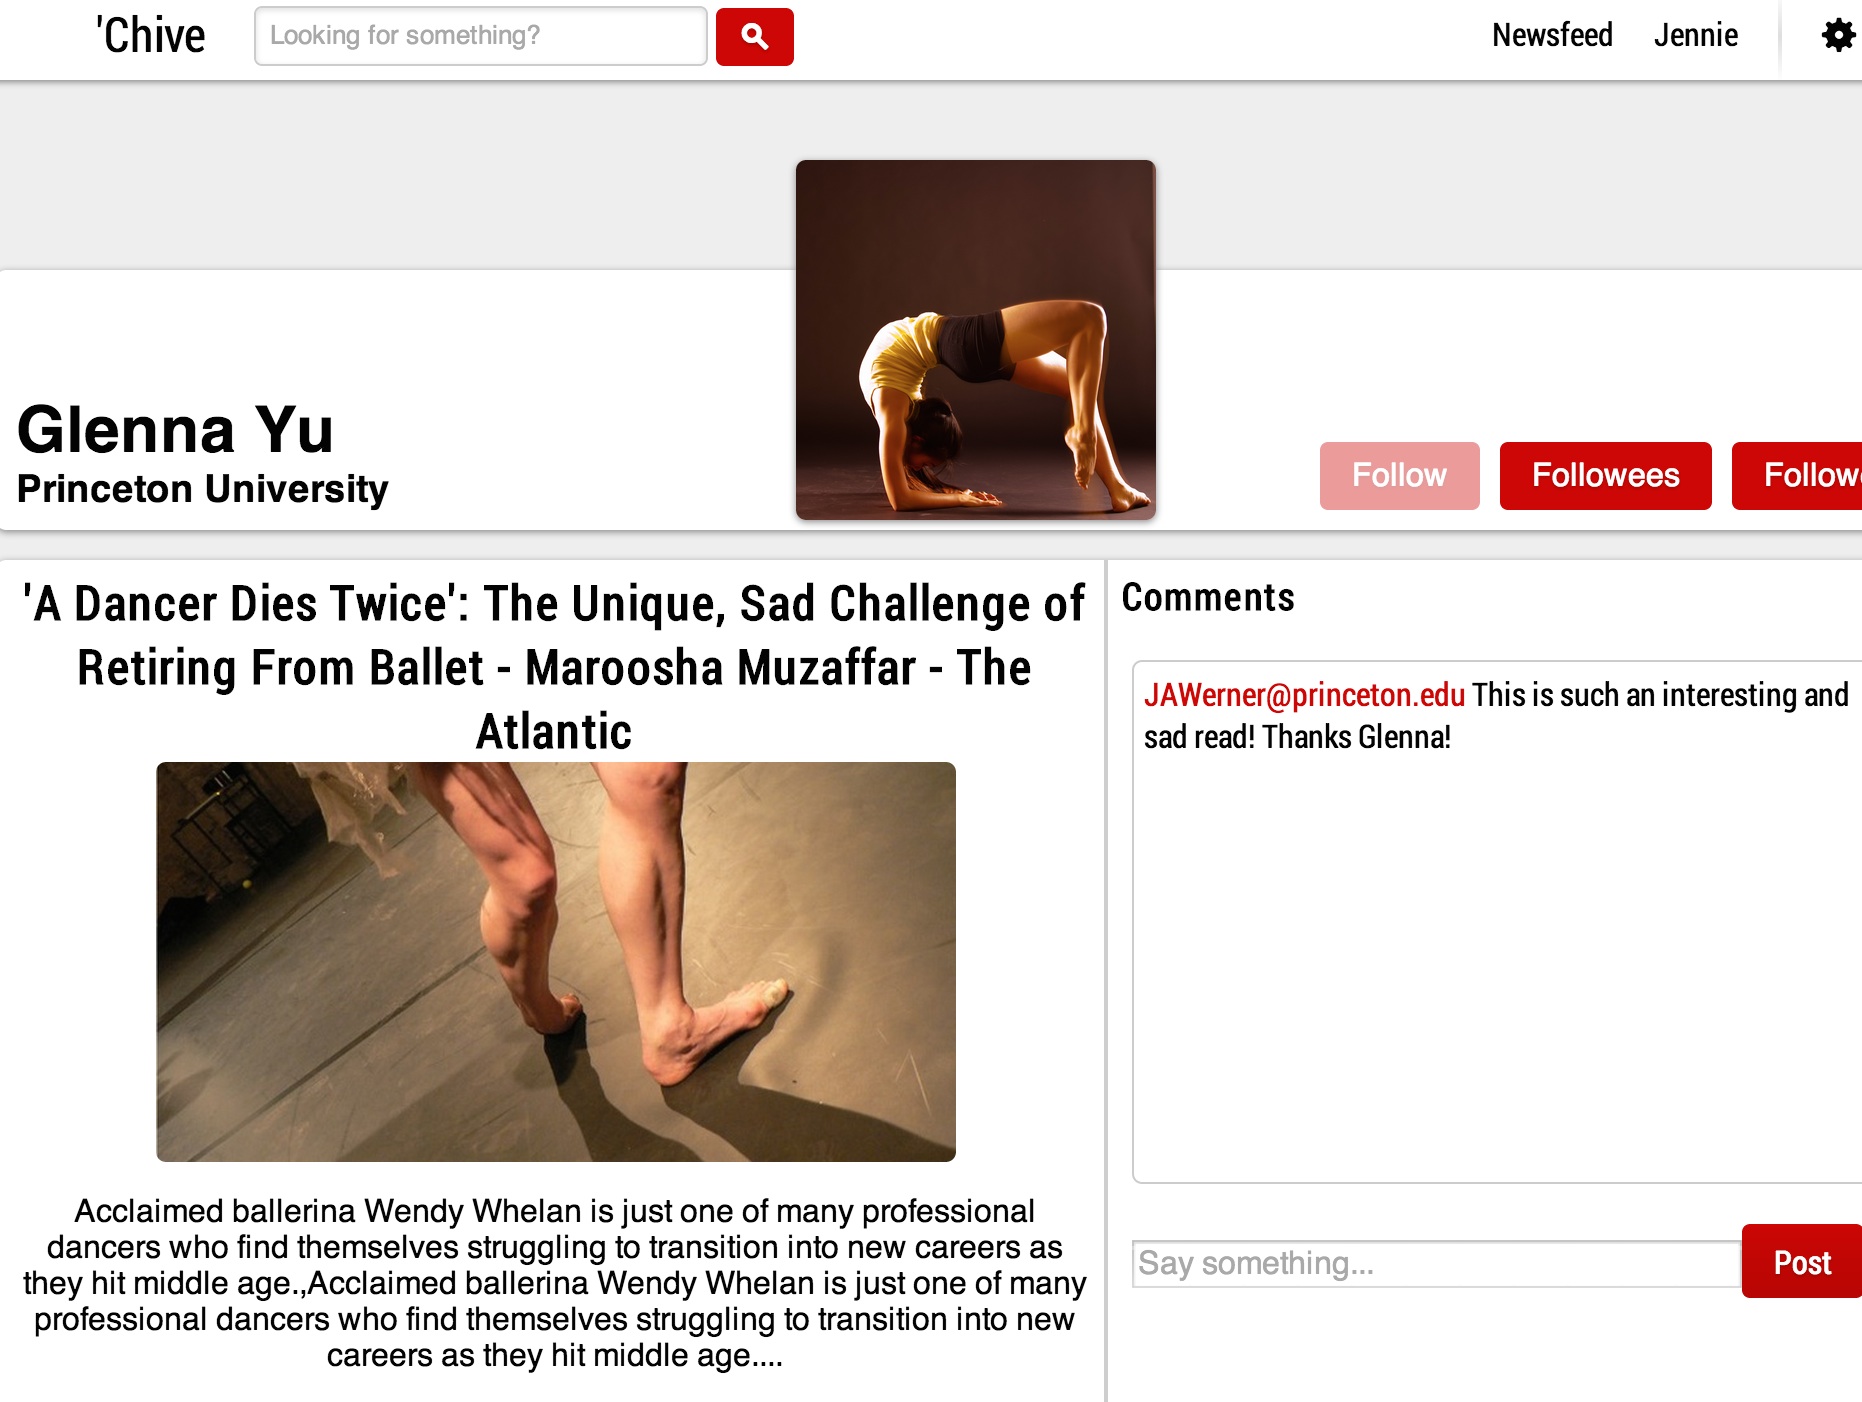 'Chive
Looking for something?
Newsfeed
Jennie
Glenna Yu
Princeton University
Follow
Followees
Follow
'A Dancer Dies Twice': The Unique, Sad Challenge of
Retiring From Ballet - Maroosha Muzaffar - The
Atlantic
Acclaimed ballerina Wendy Whelan is just one of many professional
dancers who find themselves struggling to transition into new careers as
they hit middle age.,Acclaimed ballerina Wendy Whelan is just one of many
professional dancers who find themselves struggling to transition into new
careers as they hit middle age....
Comments
JAWerner@princeton.edu This is such an interesting and
sad read! Thanks Glenna!
Say something...
Post